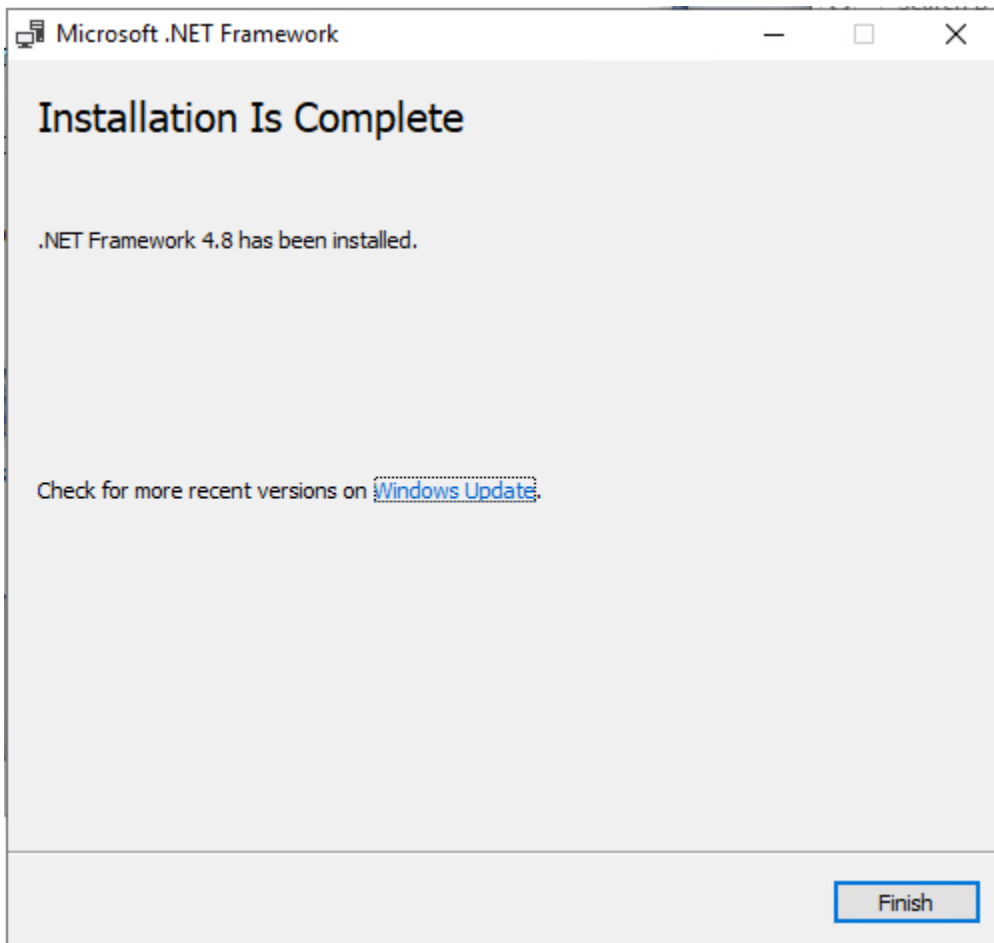 Microsoft .NET Framework
Installation Is Complete
.NET Framework 4.8 has been installed.
Check for more recent versions on Windows Update.
Finish